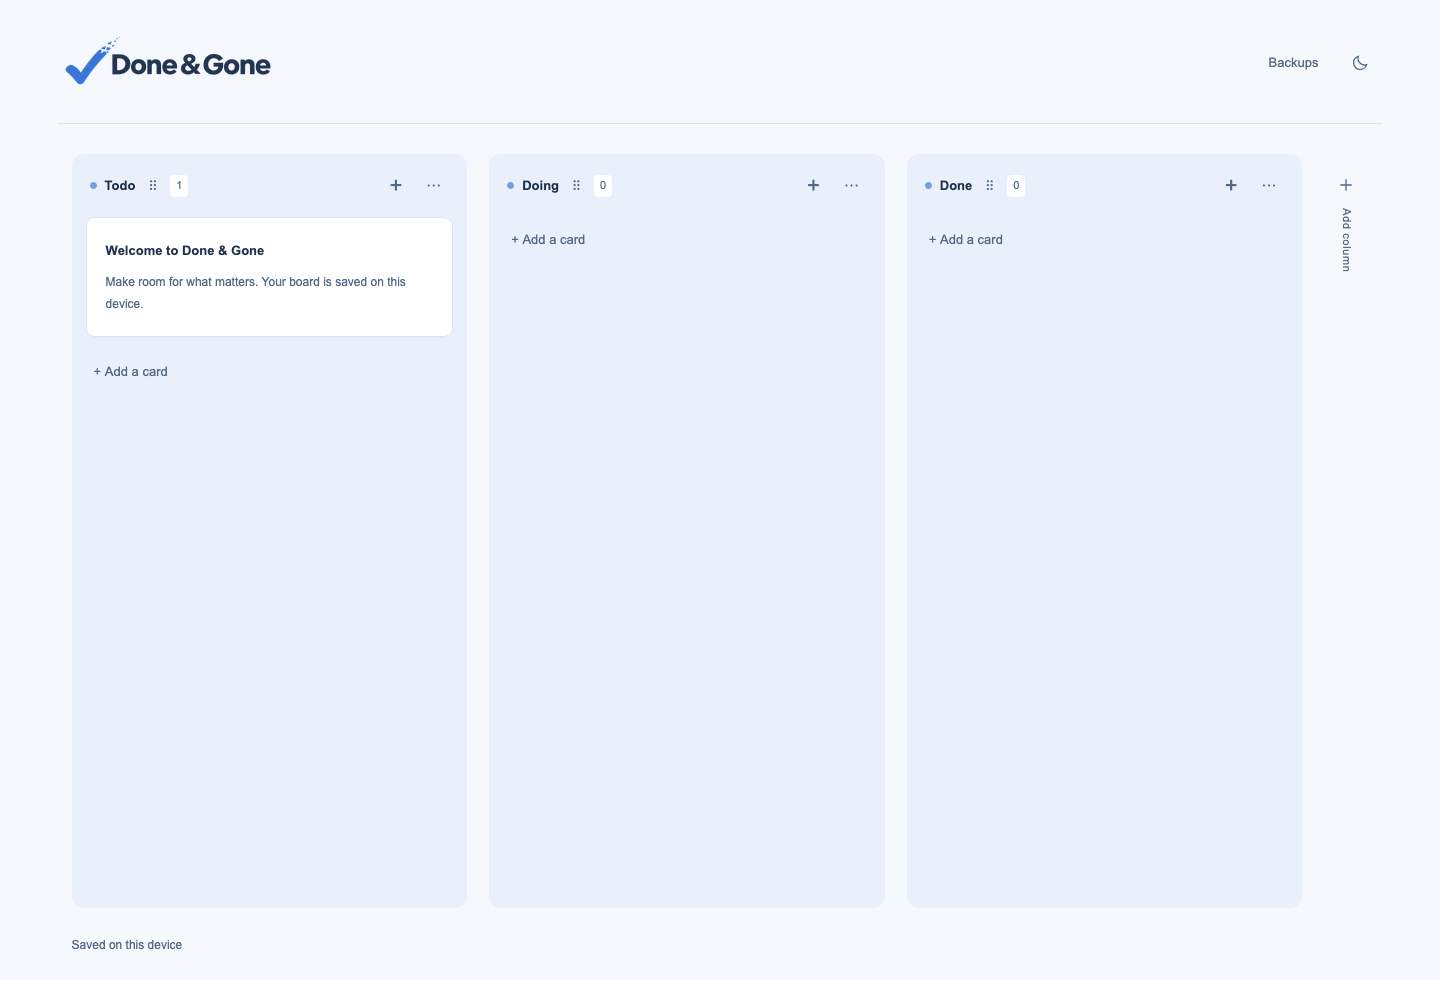 Done & Gone
Backups
Todo 1
Welcome to Done & Gone
Make room for what matters. Your board is saved on this
device.
+ Add a card
Doing 0
+ Add a card
Done 0
+ Add a card
Add column
Saved on this device